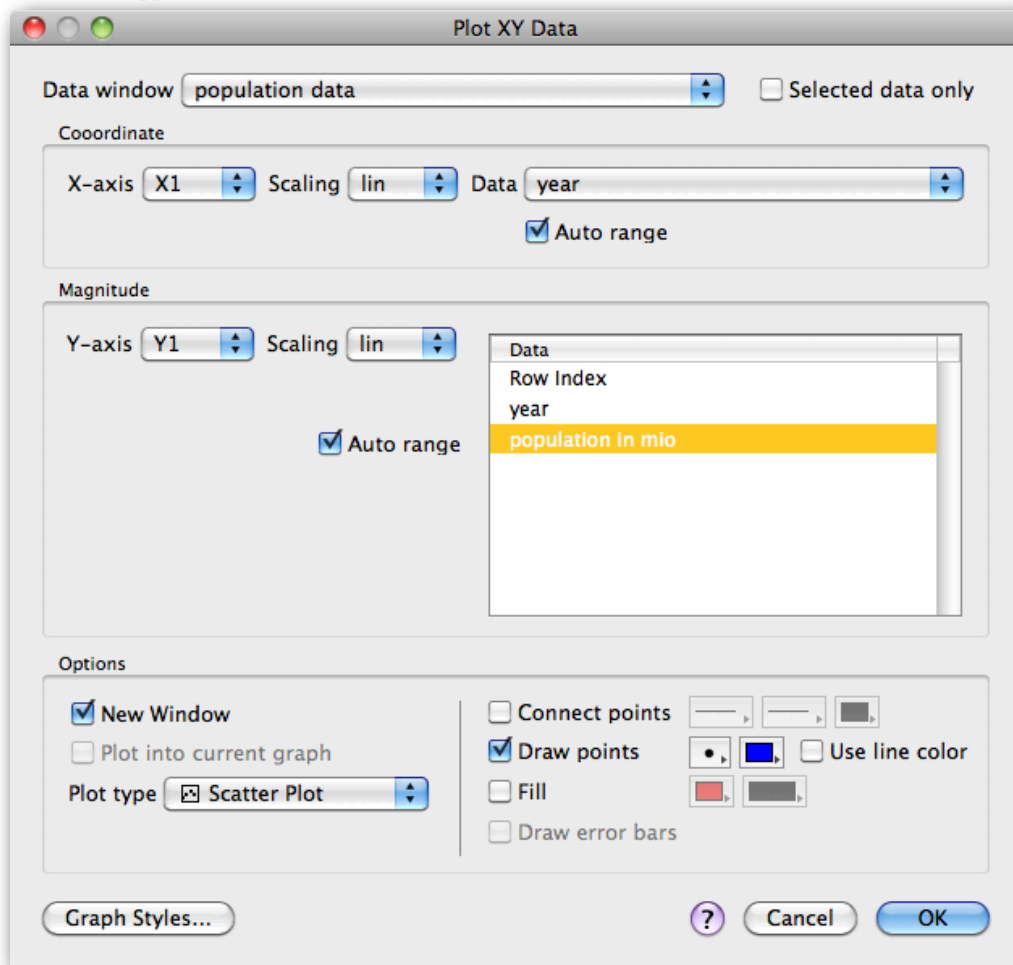 Plot XY Data
Data window population data Selected data only
Cooordinate
X-axis X1 Scaling lin Data year
Auto range
Magnitude
Y-axis Y1 Scaling lin
Data
Row Index
year
population in mio
Auto range
Options
New Window
Plot into current graph
Plot type Scatter Plot
Connect points
Draw points Use line color
Fill
Draw error bars
Graph Styles... ? Cancel OK